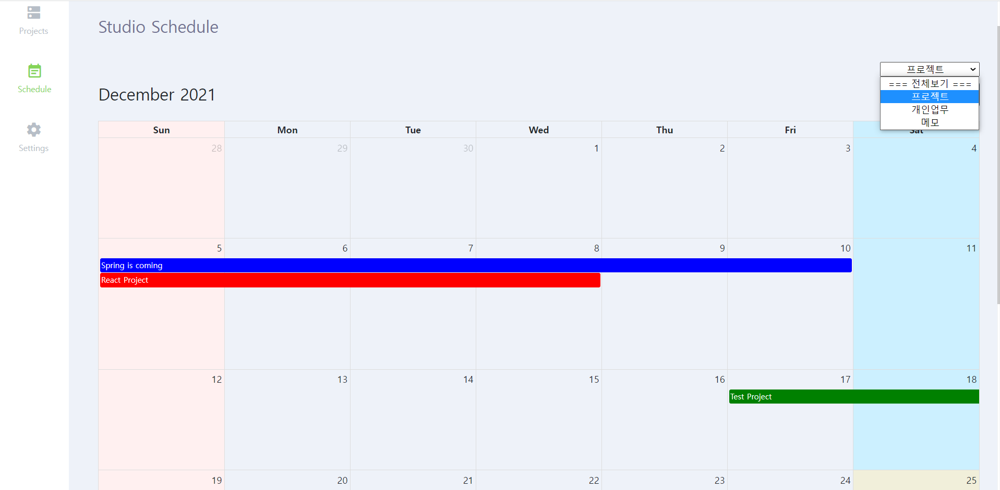 Projects
Schedule
Settings
Studio Schedule
프로젝트
=== 전체보기 ===
프로젝트
개인업무
메모
December 2021
Sun Mon Tue Wed Thu Fri Sat
28 29 30 1 2 3 4
5 6 7 8 9 10 11
Spring is coming
React Project
12 13 14 15 16 17 18
Test Project
19 20 21 22 23 24 25